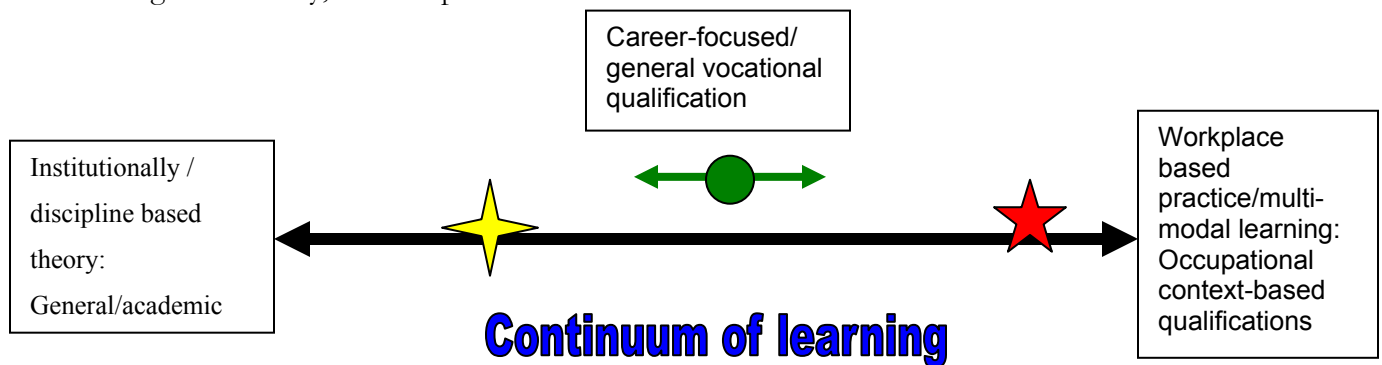 Career-focused/
general vocational
qualification
Institutionally /
discipline based
theory:
General/academic
Workplace
based
practice/multi-
modal learning:
Occupational
context-based
qualifications
Continuum of learning